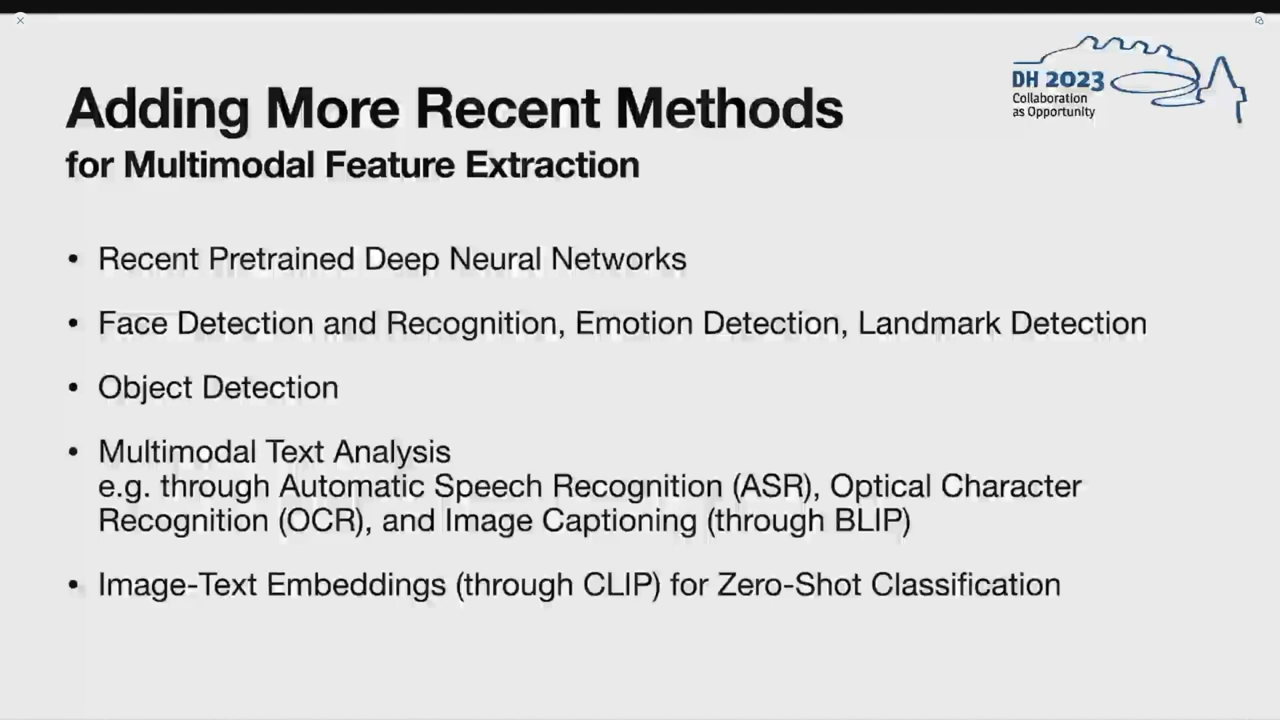 DH 2023
Collaboration
as Opportunity
Adding More Recent Methods
for Multimodal Feature Extraction
• Recent Pretrained Deep Neural Networks
• Face Detection and Recognition, Emotion Detection, Landmark Detection
• Object Detection
• Multimodal Text Analysis
e.g. through Automatic Speech Recognition (ASR), Optical Character
Recognition (OCR), and Image Captioning (through BLIP)
• Image-Text Embeddings (through CLIP) for Zero-Shot Classification